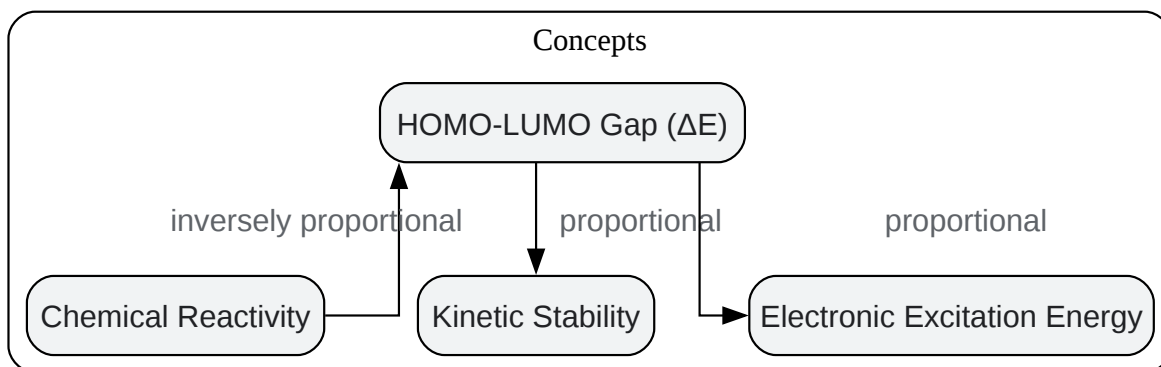 Concepts
HOMO-LUMO Gap (ΔE)
inversely proportional
proportional
proportional
Chemical Reactivity
Kinetic Stability
Electronic Excitation Energy